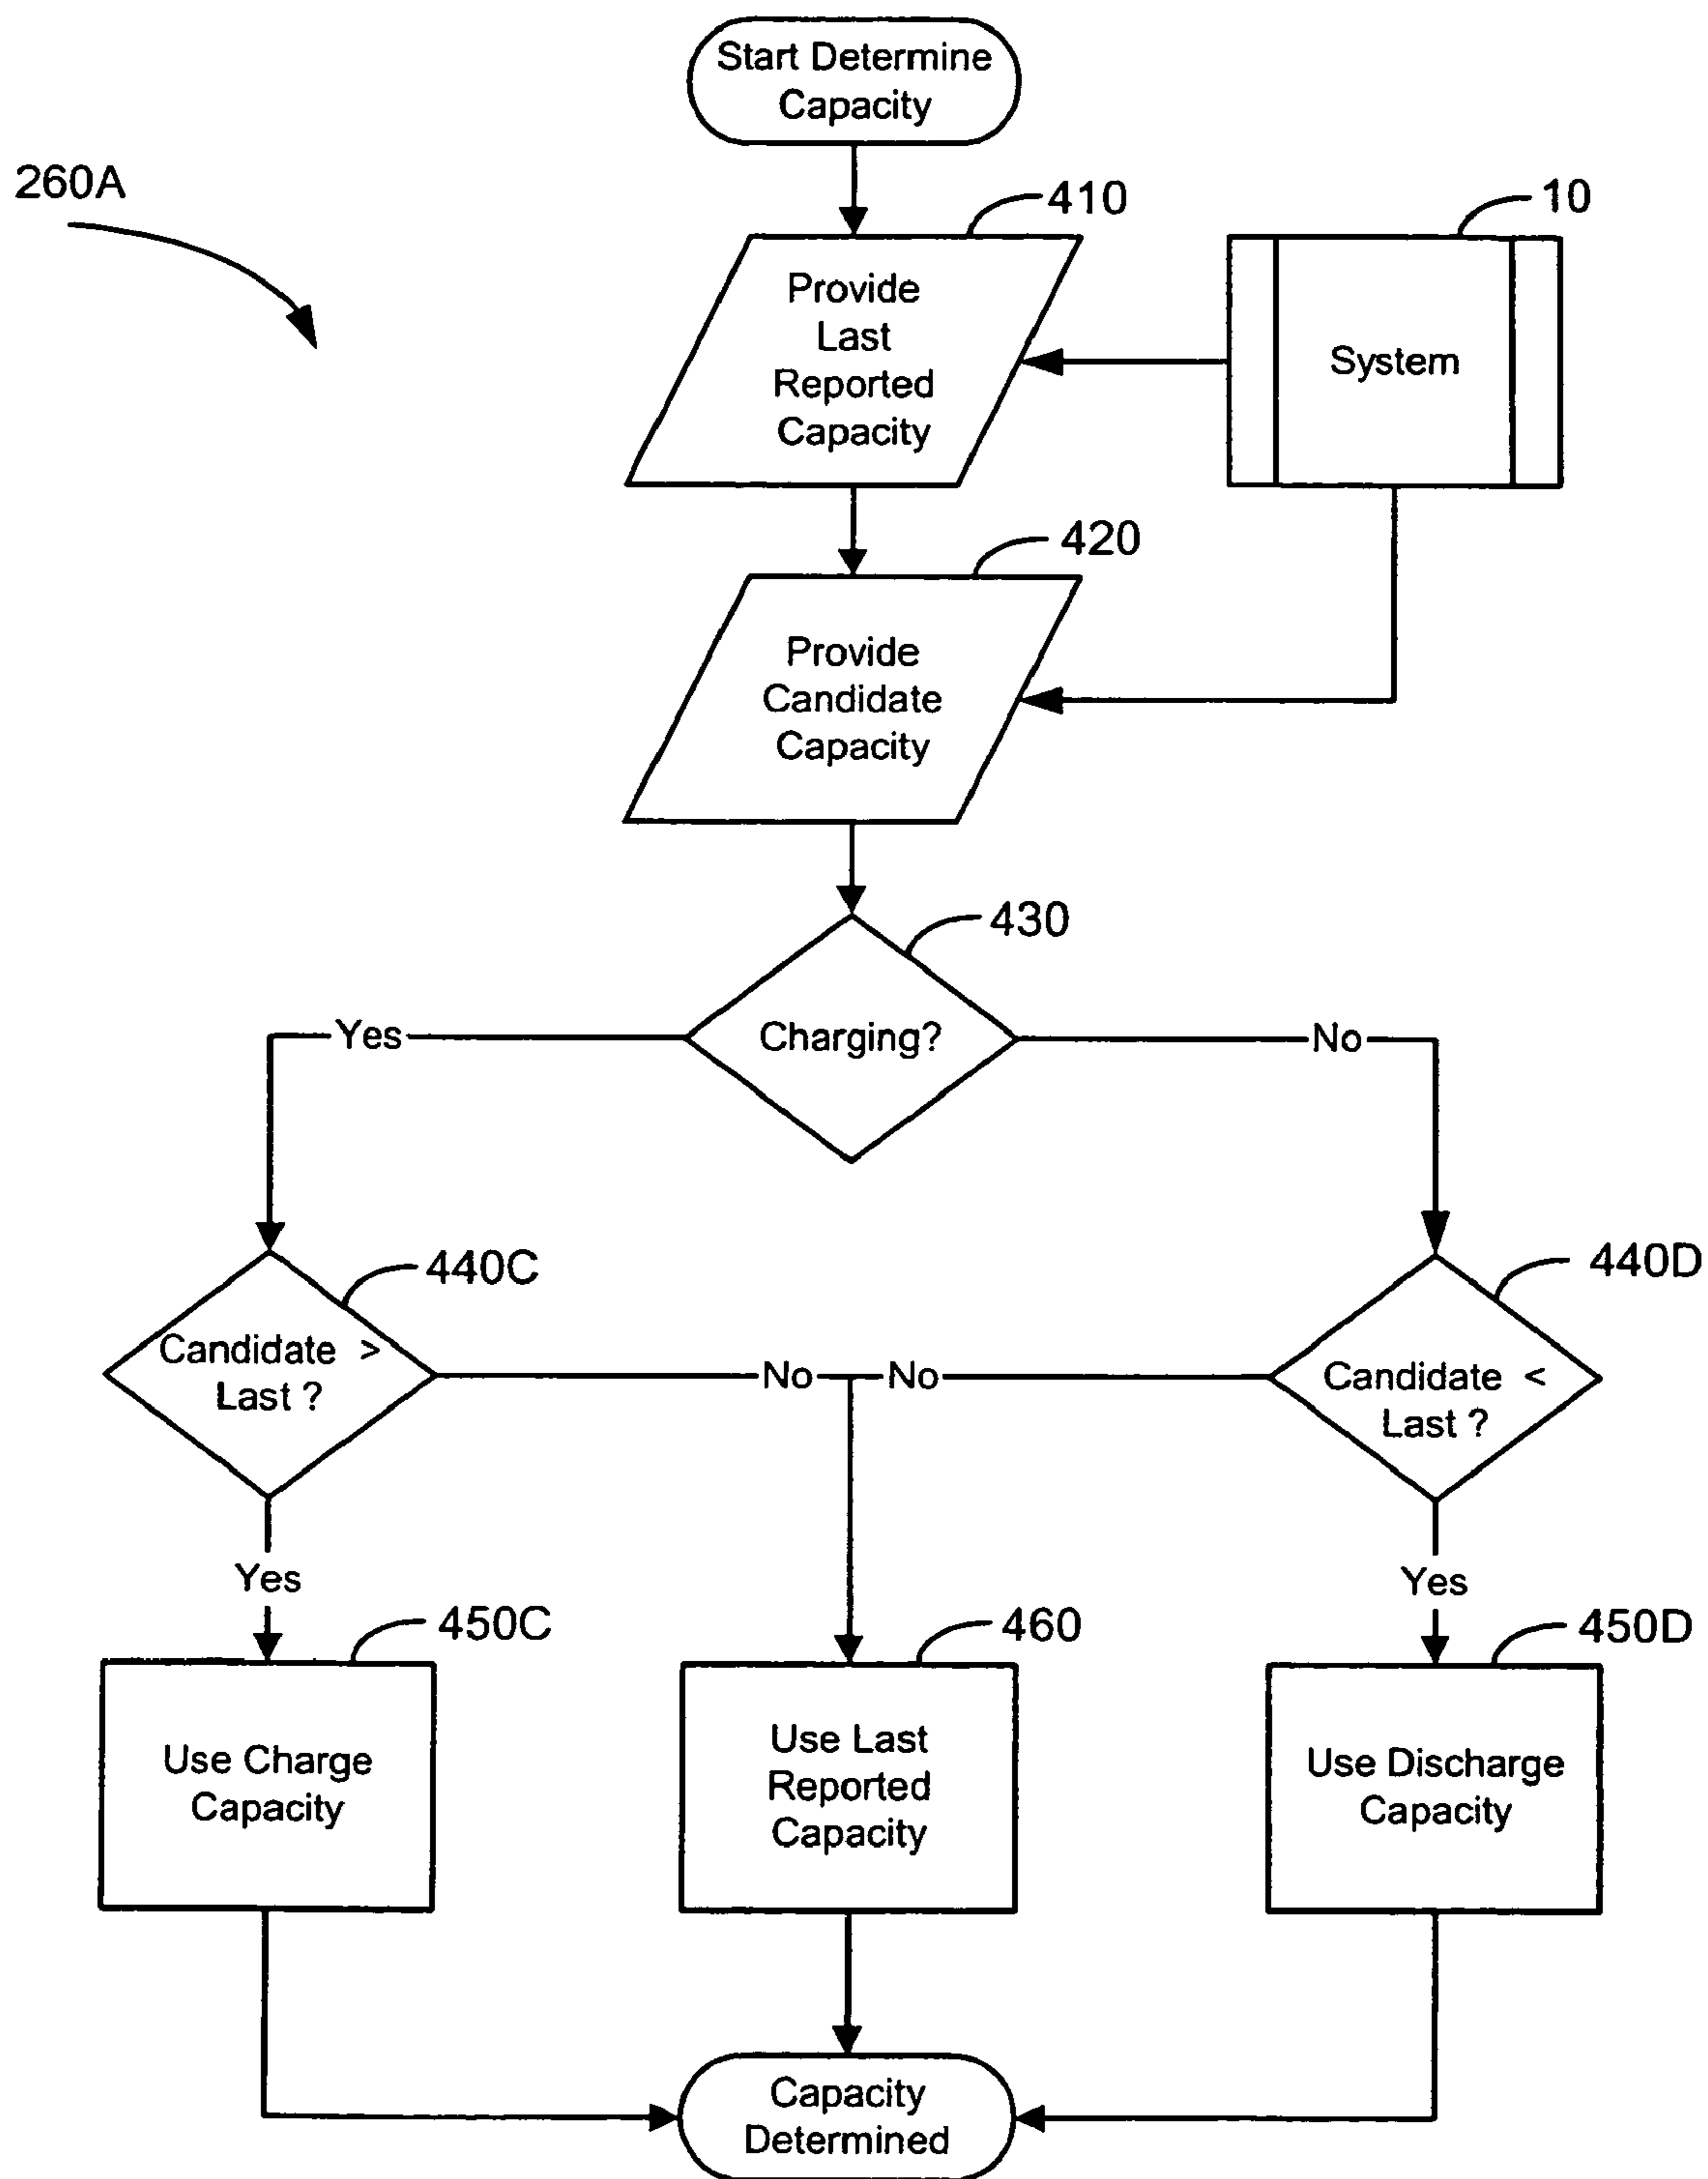 Start Determine
Capacity
260A
410
10
Provide
Last
Reported
Capacity
System
420
Provide
Candidate
Capacity
430
Charging?
Yes
No
440C
440D
Candidate >
Last ?
No
No
Candidate <
Last ?
Yes
Yes
450C
460
450D
Use Charge
Capacity
Use Last
Reported
Capacity
Use Discharge
Capacity
Capacity
Determined